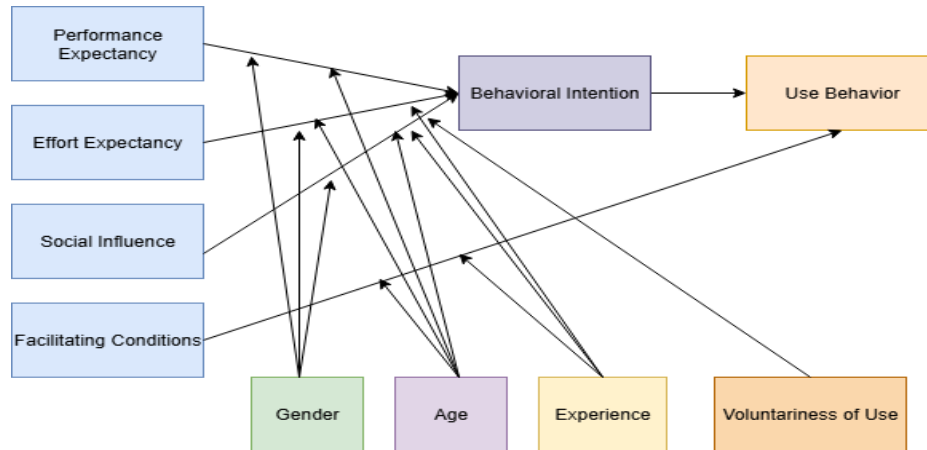 Performance
Expectancy
Behavioral Intention
Use Behavior
Effort Expectancy
Social Influence
Facilitating Conditions
Gender
Age
Experience
Voluntariness of Use